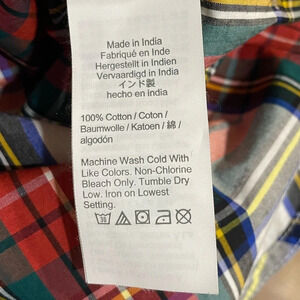 Made in India
Fabriqué en Inde
Hergestellt in Indien
Vervaardigd in India
インド製
hecho en india
100% Cotton / Coton /
Baumwolle / Katoen / 綿 /
algodón
Machine Wash Cold With
Like Colors. Non-Chlorine
Bleach Only. Tumble Dry
Low. Iron on Lowest
Setting.